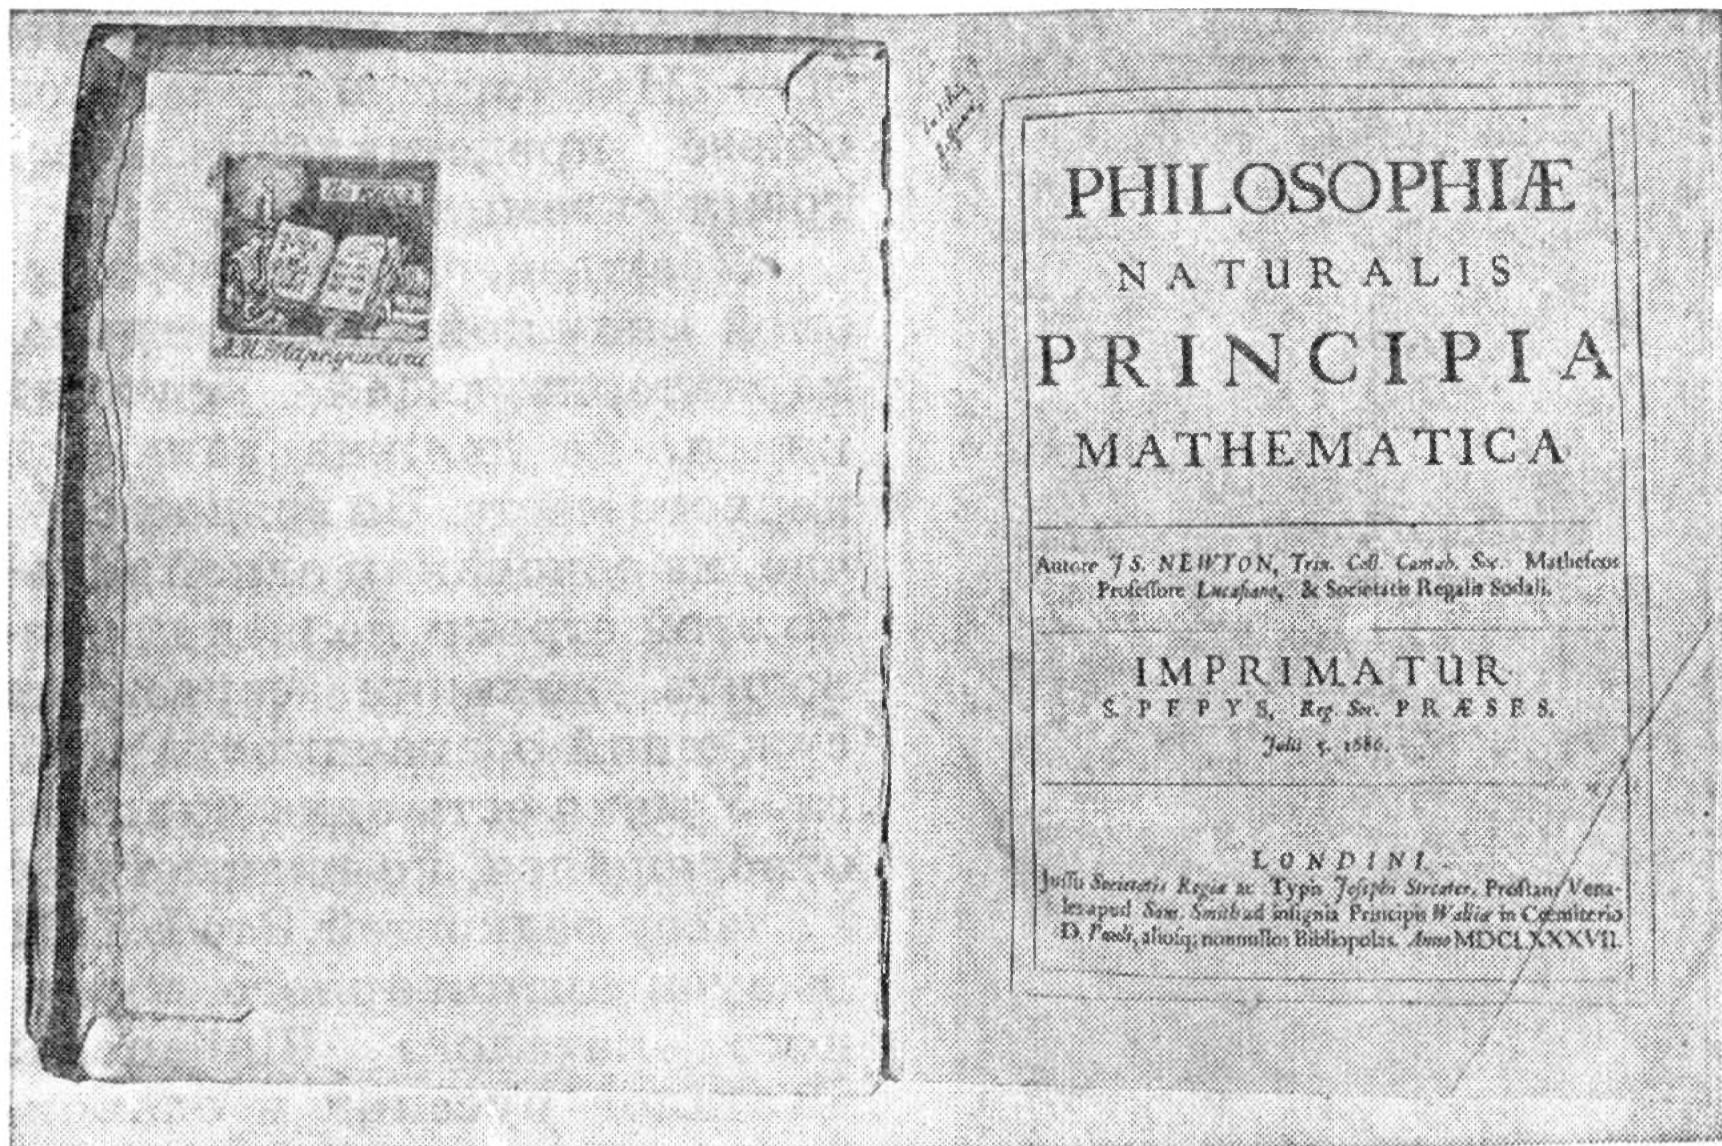 А.И.Маркушевича
PHILOSOPHIÆ
NATURALIS
PRINCIPIA
MATHEMATICA
Autore J S. NEWTON, Trin. Coll. Cantab. Soc. Matheſeos
Profeſſore Lucaſiano, & Societatis Regalis Sodali.
IMPRIMATUR
S. PEPYS, Reg. Soc. PRÆSES.
Julii 5. 1686.
LONDINI,
Juſſu Societatis Regiæ ac Typis Joſephi Streater. Proſtant Vena-
les apud Sam. Smith ad inſignia Principis Walliæ in Cœmiterio
D. Pauli, alioſq; nonnullos Bibliopolas. Anno MDCLXXXVII.